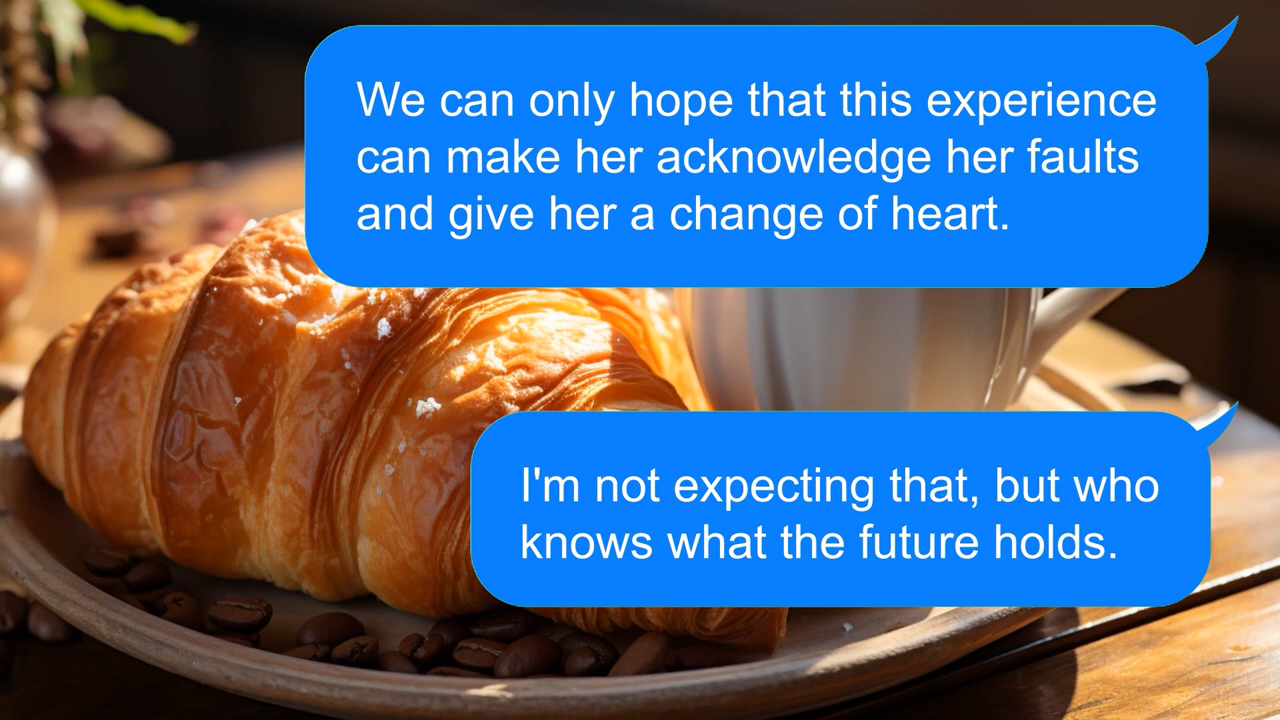 We can only hope that this experience
can make her acknowledge her faults
and give her a change of heart.
I'm not expecting that, but who
knows what the future holds.